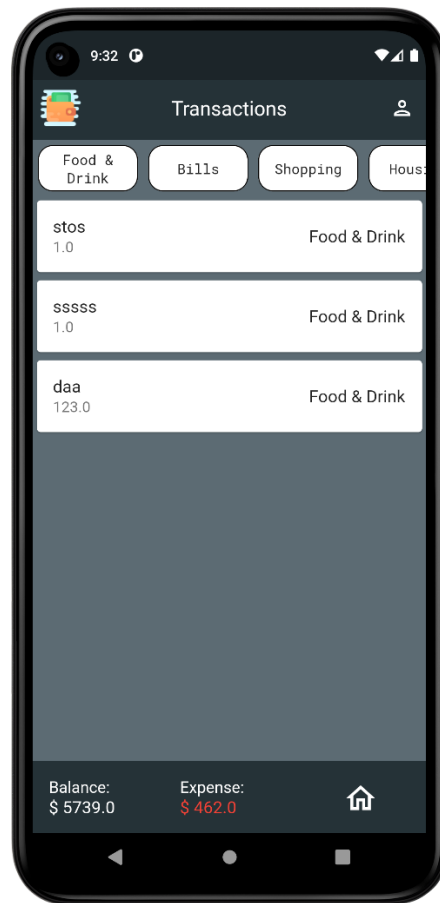 9:32
Transactions
Food &
Drink
Bills
Shopping
Hous
stos
1.0
Food & Drink
sssss
1.0
Food & Drink
daa
123.0
Food & Drink
Balance:
$ 5739.0
Expense:
$ 462.0